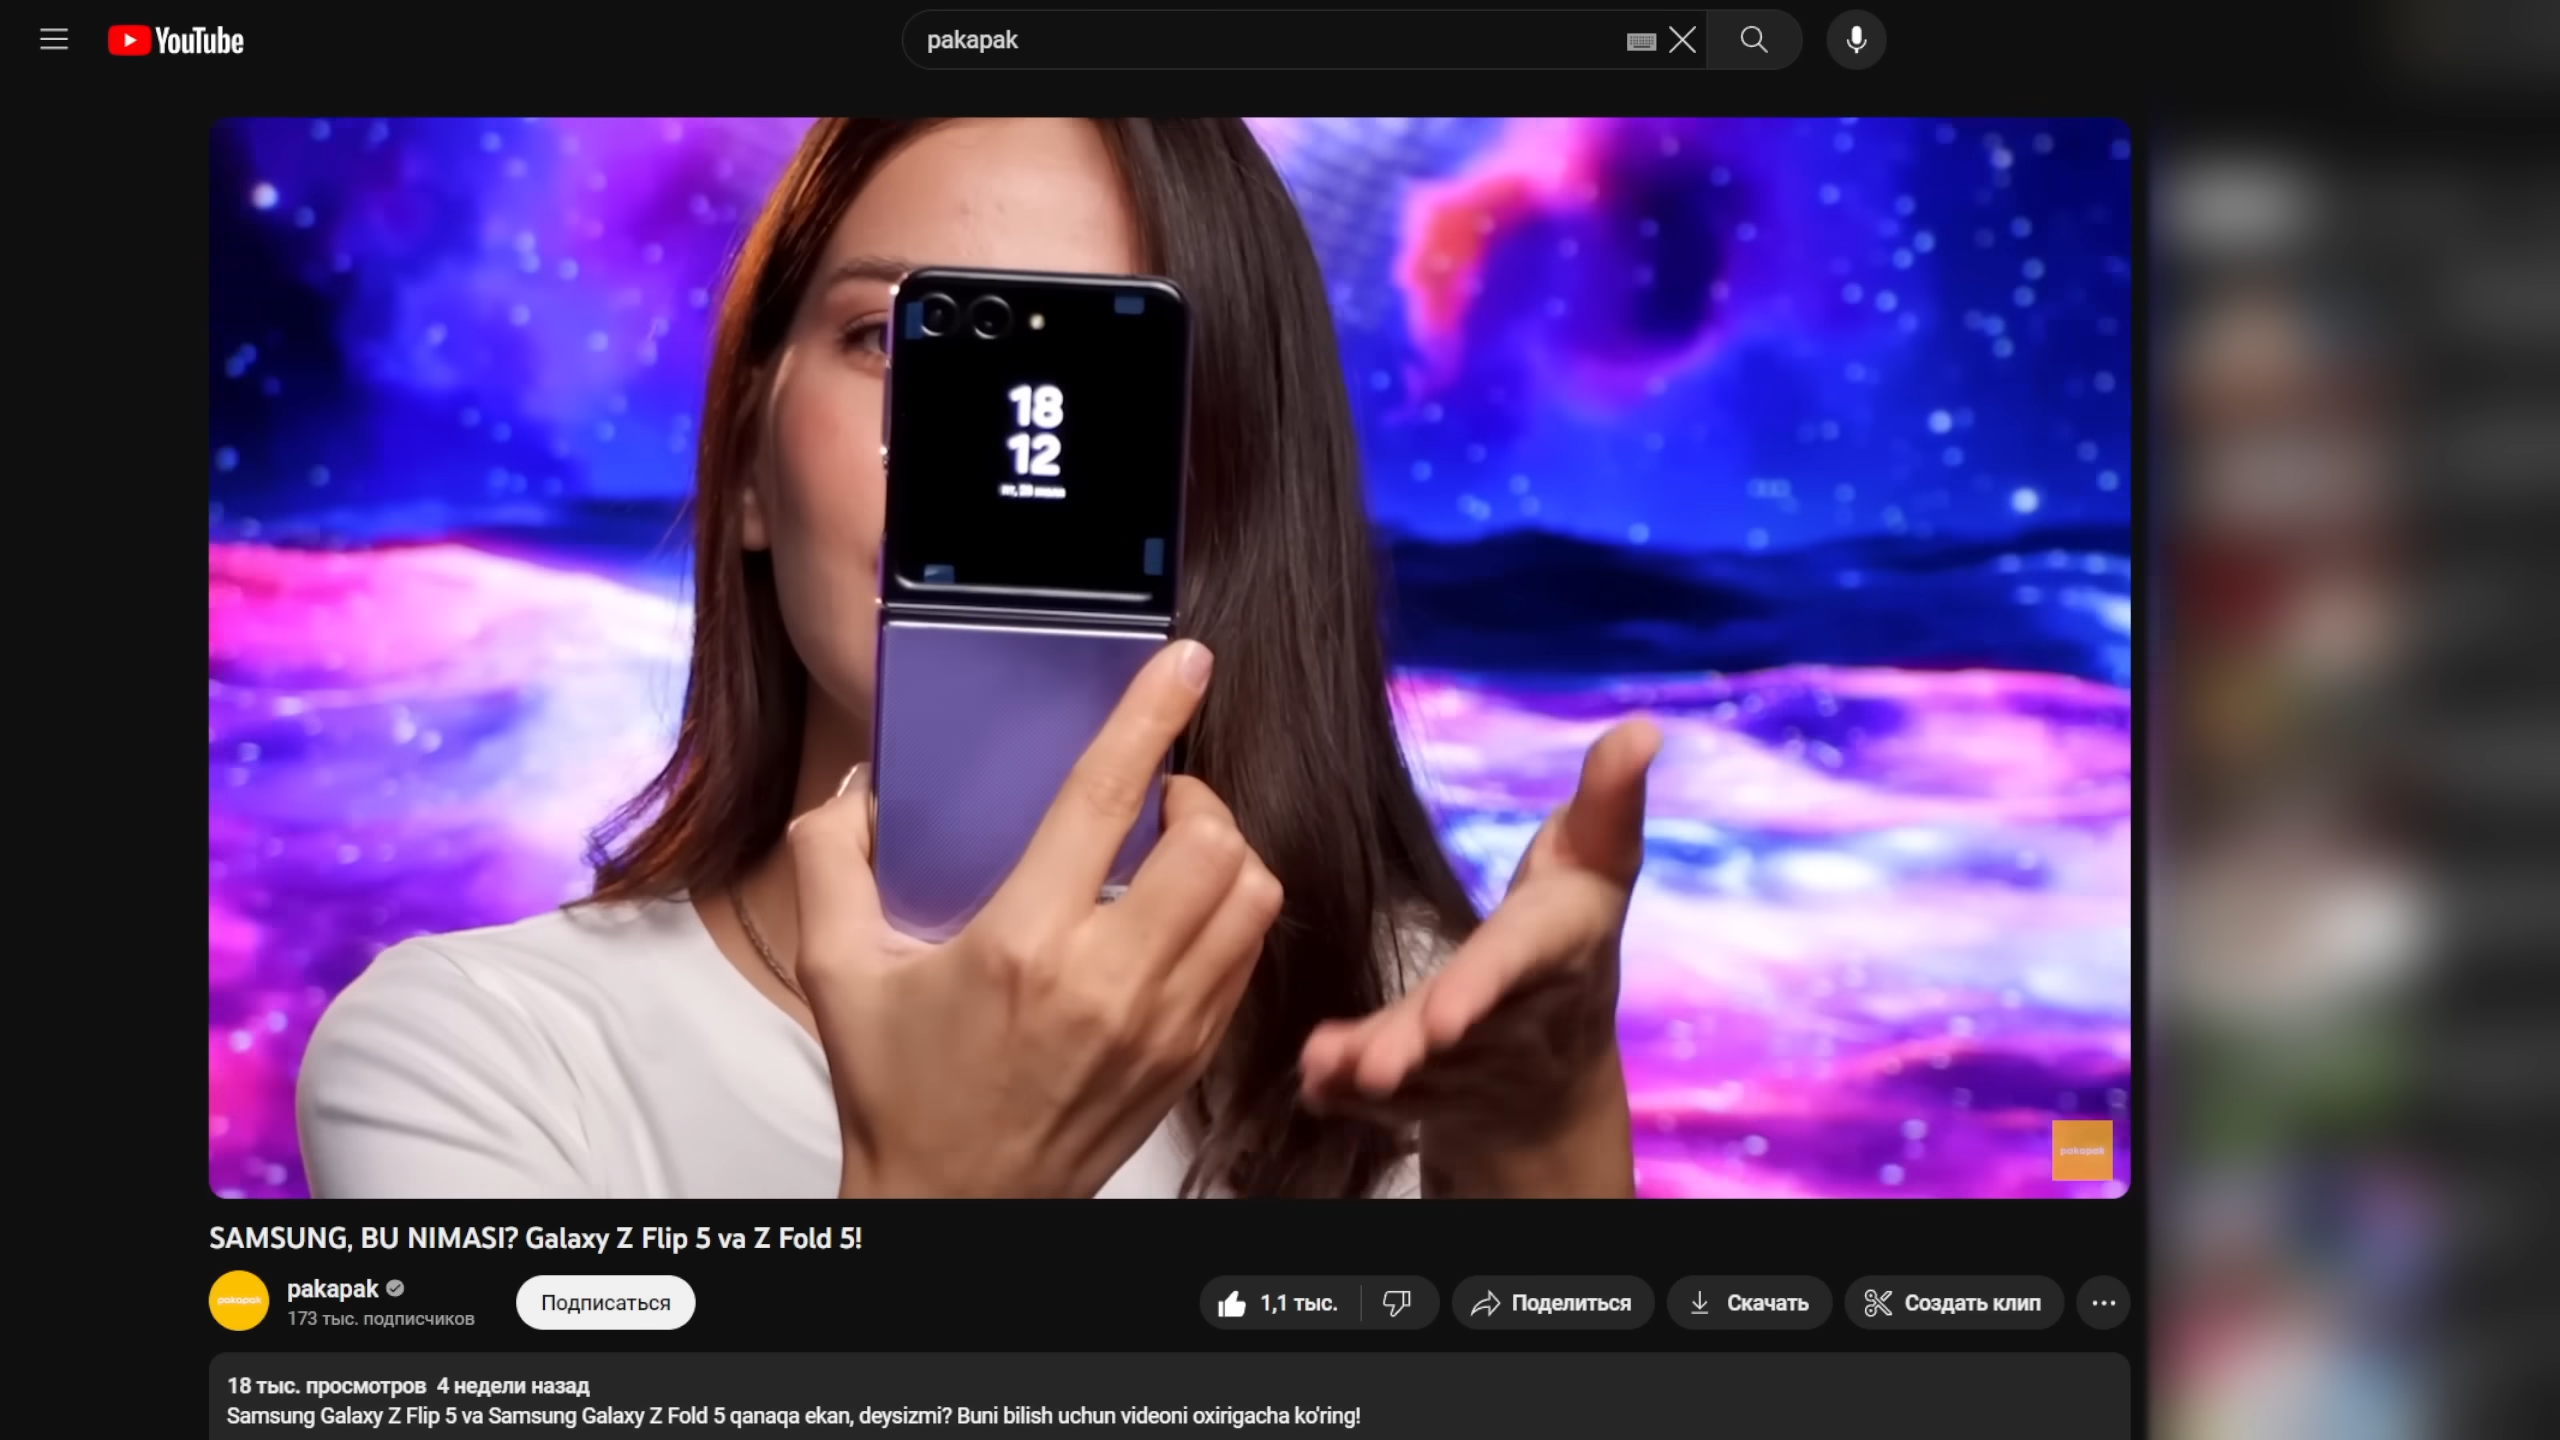 YouTube
pakapak
18
12
pakapak
SAMSUNG, BU NIMASI? Galaxy Z Flip 5 va Z Fold 5!
pakapak
pakapak
173 тыс. подписчиков
Подписаться
1,1 тыс.
Поделиться
Скачать
Создать клип
18 тыс. просмотров 4 недели назад
Samsung Galaxy Z Flip 5 va Samsung Galaxy Z Fold 5 qanaqa ekan, deysizmi? Buni bilish uchun videoni oxirigacha ko'ring!